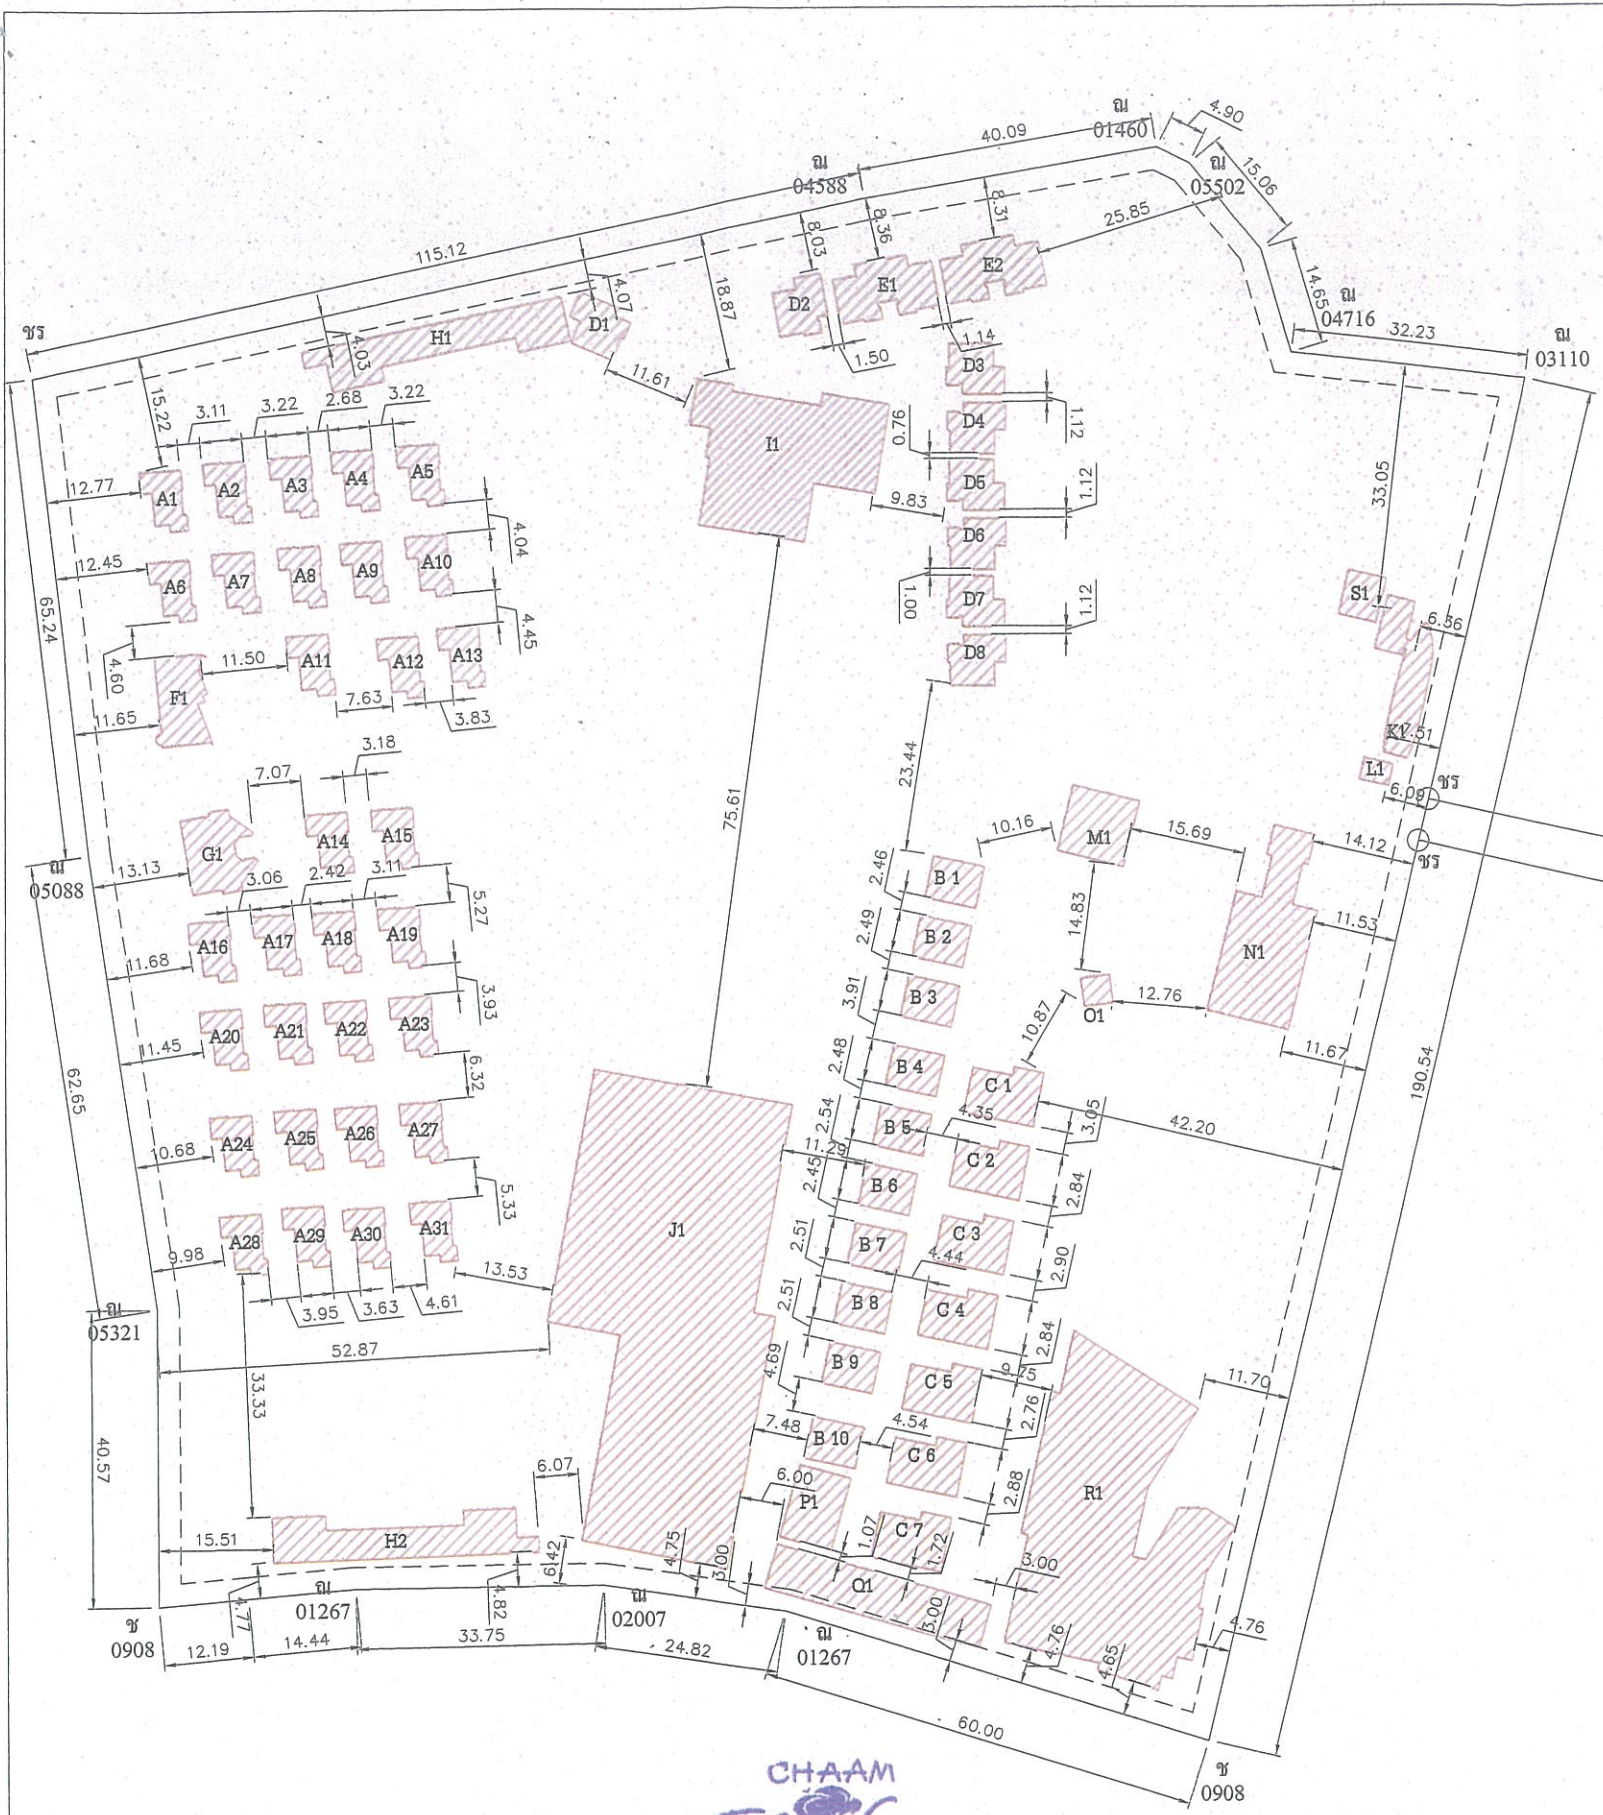 4.90
ฌ
01460
40.09
ฌ
04588
ฌ
05502
15.06
25.85
8.31
8.36
8.03
115.12
14.65
ฌ
04716
32.23
ฌ
03110
ชร
4.07
18.87
E2
E1
D2
D1
H1
4.03
1.14
1.50
D3
11.61
15.22
3.11
3.22
2.68
3.22
0.76
D4
1.12
I1
33.05
12.77
A1
A2
A3
A4
A5
D5
1.12
9.83
4.04
D6
12.45
A6
A7
A8
A9
A10
1.00
D7
1.12
S1
65.24
4.45
6.36
4.60
11.50
A11
A12
A13
D8
F1
7.63
3.83
11.65
K1
7.51
3.18
7.07
23.44
L1
ชร
6.09
75.61
G1
A14
A15
10.16
M1
15.69
14.12
ชร
ฌ
05088
13.13
3.06
2.42
3.11
5.27
2.46
B 1
14.83
11.53
A16
A17
A18
A19
2.49
B 2
N1
11.68
3.93
3.91
B 3
12.76
O1
A20
A21
A22
A23
10.87
11.45
11.67
6.32
2.48
B 4
C 1
190.54
62.65
4.35
3.05
42.20
A24
A25
A26
A27
2.54
B 5
10.68
11.29
C 2
2.45
B 6
2.84
5.33
J1
A28
A29
A30
A31
2.51
B 7
C 3
9.98
4.44
2.90
13.53
2.51
B 8
C 4
3.95
3.63
4.61
ฌ
05321
52.87
2.84
4.69
B 9
C 5
9.75
11.70
33.33
2.76
7.48
B 10
4.54
C 6
40.57
6.07
6.00
2.88
P1
R1
15.51
H2
C 7
6.42
4.75
3.00
1.07
1.72
3.00
Q1
4.77
ฌ
01267
4.82
ฌ
02007
3.00
ช
0908
12.19
14.44
33.75
24.82
ฌ
01267
4.76
4.65
4.76
60.00
CHAAM
ช
0908